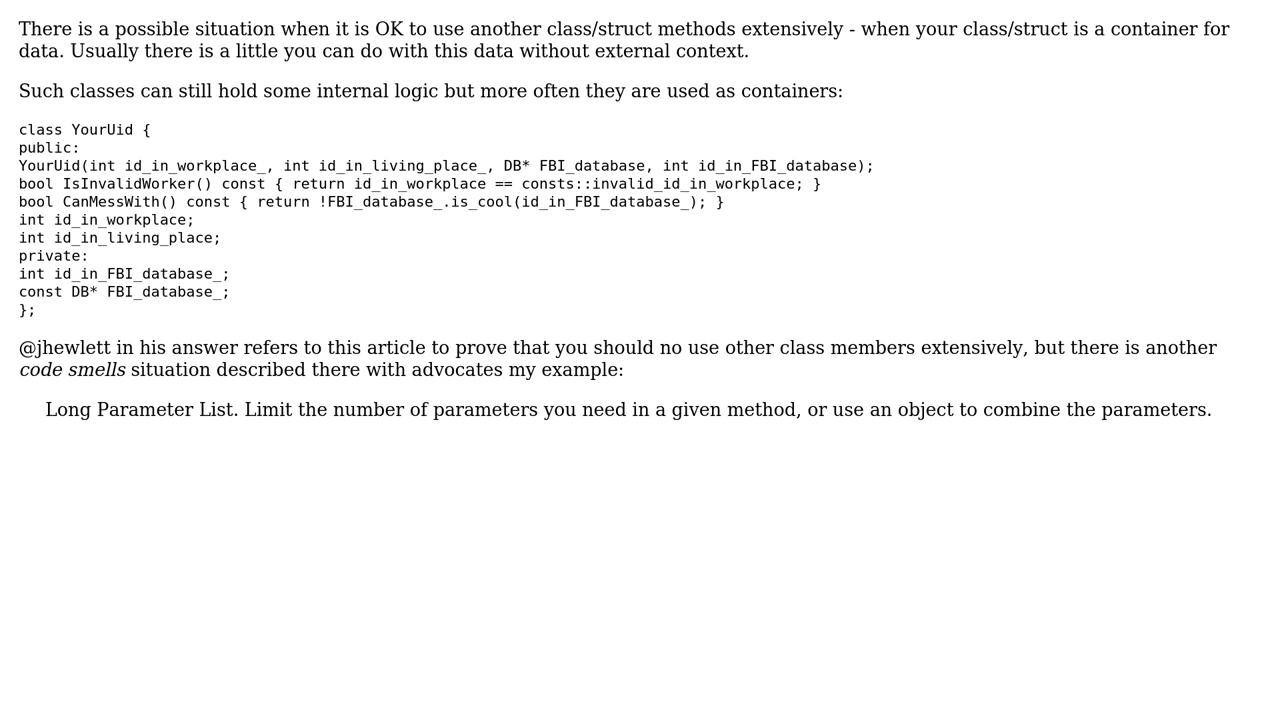 There is a possible situation when it is OK to use another class/struct methods extensively - when your class/struct is a container for
data. Usually there is a little you can do with this data without external context.
Such classes can still hold some internal logic but more often they are used as containers:
class YourUid {
public:
YourUid(int id_in_workplace_, int id_in_living_place_, DB* FBI_database, int id_in_FBI_database);
bool IsInvalidWorker() const { return id_in_workplace == consts::invalid_id_in_workplace; }
bool CanMessWith() const { return !FBI_database_.is_cool(id_in_FBI_database_); }
int id_in_workplace;
int id_in_living_place;
private:
int id_in_FBI_database_;
const DB* FBI_database_;
};
@jhewlett in his answer refers to this article to prove that you should no use other class members extensively, but there is another
code smells situation described there with advocates my example:
Long Parameter List. Limit the number of parameters you need in a given method, or use an object to combine the parameters.